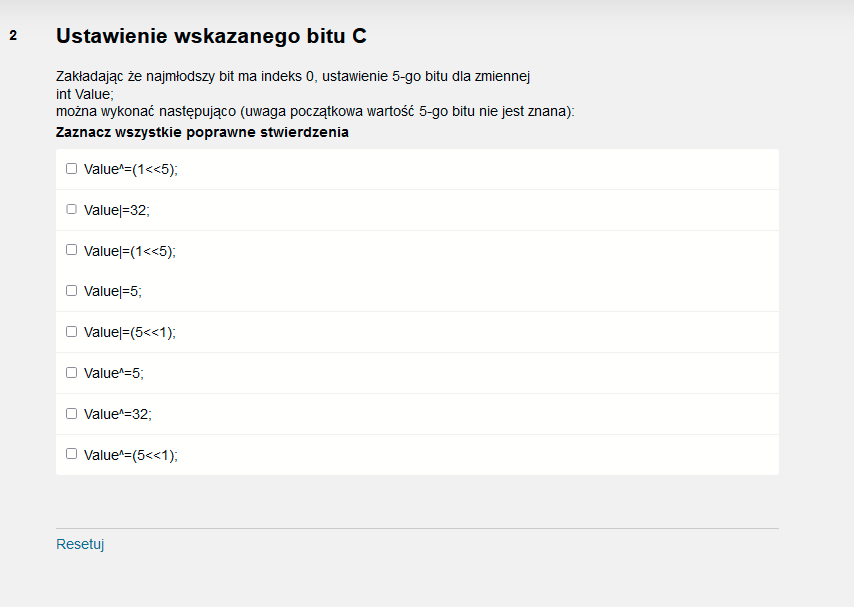 2
Ustawienie wskazanego bitu C
Zakładając że najmłodszy bit ma indeks 0, ustawienie 5-go bitu dla zmiennej
int Value;
można wykonać następująco (uwaga początkowa wartość 5-go bitu nie jest znana):
Zaznacz wszystkie poprawne stwierdzenia
Value^=(1<<5);
Value|=32;
Value|=(1<<5);
Value|=5;
Value|=(5<<1);
Value^=5;
Value^=32;
Value^=(5<<1);
Resetuj